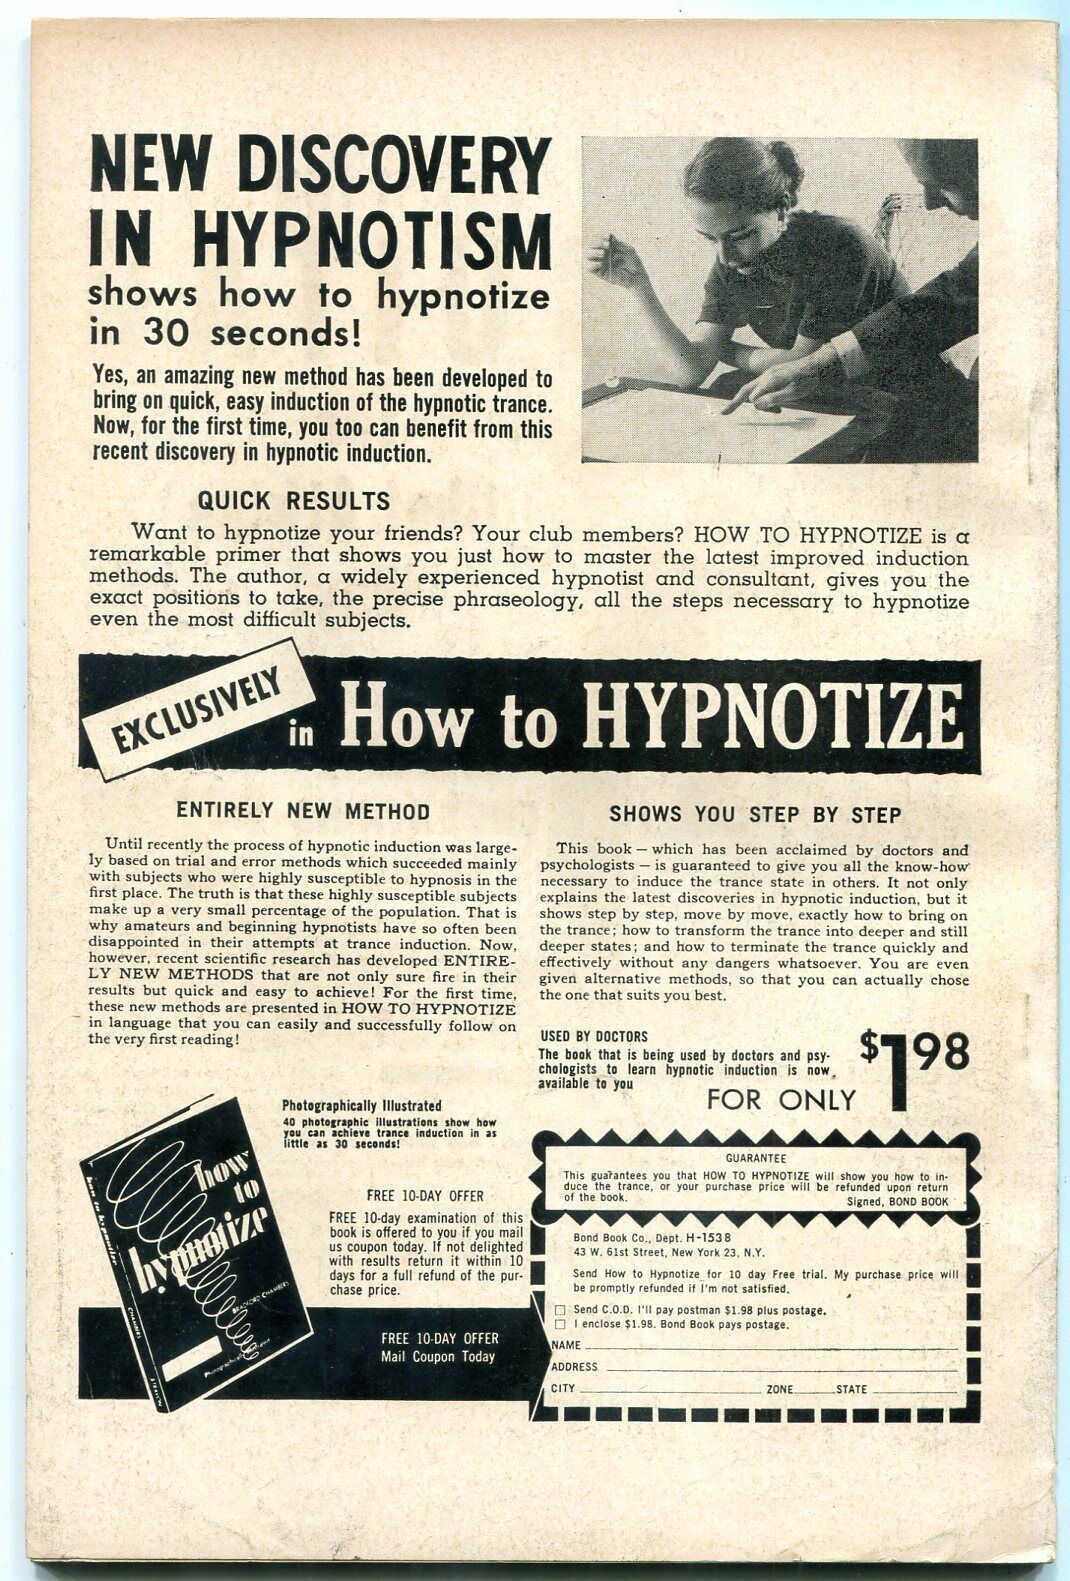 NEW DISCOVERY
IN HYPNOTISM
shows how to hypnotize
in 30 seconds!
Yes, an amazing new method has been developed to
bring on quick, easy induction of the hypnotic trance.
Now, for the first time, you too can benefit from this
recent discovery in hypnotic induction.
QUICK RESULTS
Want to hypnotize your friends? Your club members? HOW TO HYPNOTIZE is a
remarkable primer that shows you just how to master the latest improved induction
methods. The author, a widely experienced hypnotist and consultant, gives you the
exact positions to take, the precise phraseology, all the steps necessary to hypnotize
even the most difficult subjects.
EXCLUSIVELY
in How to HYPNOTIZE
ENTIRELY NEW METHOD
Until recently the process of hypnotic induction was large-
ly based on trial and error methods which succeeded mainly
with subjects who were highly susceptible to hypnosis in the
first place. The truth is that these highly susceptible subjects
make up a very small percentage of the population. That is
why amateurs and beginning hypnotists have so often been
disappointed in their attempts at trance induction. Now,
however, recent scientific research has developed ENTIRE-
LY NEW METHODS that are not only sure fire in their
results but quick and easy to achieve! For the first time,
these new methods are presented in HOW TO HYPNOTIZE
in language that you can easily and successfully follow on
the very first reading!
SHOWS YOU STEP BY STEP
This book — which has been acclaimed by doctors and
psychologists — is guaranteed to give you all the know-how
necessary to induce the trance state in others. It not only
explains the latest discoveries in hypnotic induction, but it
shows step by step, move by move, exactly how to bring on
the trance; how to transform the trance into deeper and still
deeper states; and how to terminate the trance quickly and
effectively without any dangers whatsoever. You are even
given alternative methods, so that you can actually chose
the one that suits you best.
USED BY DOCTORS
The book that is being used by doctors and psy-
chologists to learn hypnotic induction is now
available to you
FOR ONLY
$1.98
Photographically Illustrated
40 photographic illustrations show how
you can achieve trance induction in as
little as 30 seconds!
FREE 10-DAY OFFER
FREE 10-day examination of this
book is offered to you if you mail
us coupon today. If not delighted
with results return it within 10
days for a full refund of the pur-
chase price.
FREE 10-DAY OFFER
Mail Coupon Today
how
to
hypnotize
BRADFORD CHAMBERS
how to hypnotize
CHAMBERS
GUARANTEE
This guarantees you that HOW TO HYPNOTIZE will show you how to in-
duce the trance, or your purchase price will be refunded upon return
of the book.
Signed, BOND BOOK
Bond Book Co., Dept. H-1538
43 W. 61st Street, New York 23, N.Y.
Send How to Hypnotize for 10 day Free trial. My purchase price will
be promptly refunded if I'm not satisfied.
Send C.O.D. I'll pay postman $1.98 plus postage.
I enclose $1.98. Bond Book pays postage.
NAME
ADDRESS
CITY ZONE STATE